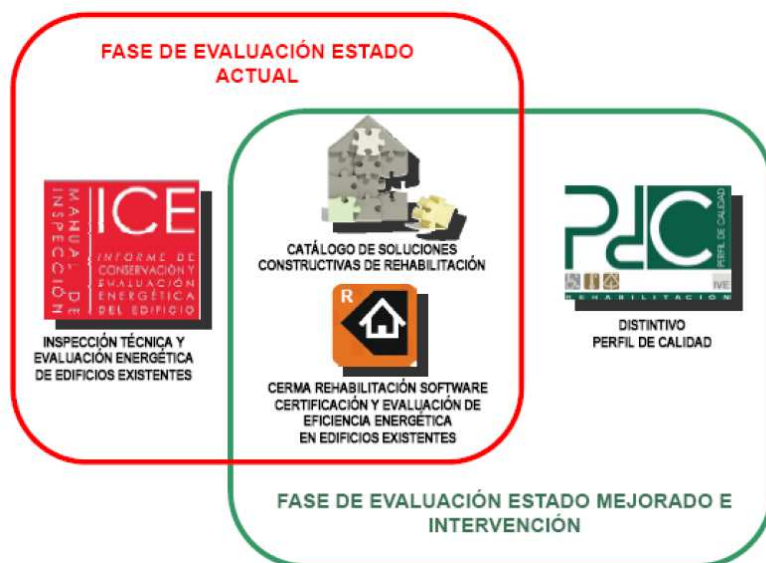 FASE DE EVALUACIÓN ESTADO
ACTUAL
MANUAL DE
INSPECCIÓN
ICE
INFORME DE
CONSERVACIÓN Y
EVALUACIÓN
ENERGÉTICA
DEL EDIFICIO
INSPECCIÓN TÉCNICA Y
EVALUACIÓN ENERGÉTICA
DE EDIFICIOS EXISTENTES
CATÁLOGO DE SOLUCIONES
CONSTRUCTIVAS DE REHABILITACIÓN
R
CERMA REHABILITACIÓN SOFTWARE
CERTIFICACIÓN Y EVALUACIÓN DE
EFICIENCIA ENERGÉTICA
EN EDIFICIOS EXISTENTES
PdC
PERFIL DE CALIDAD
IVE
REHABILITACIÓN
DISTINTIVO
PERFIL DE CALIDAD
FASE DE EVALUACIÓN ESTADO MEJORADO E
INTERVENCIÓN